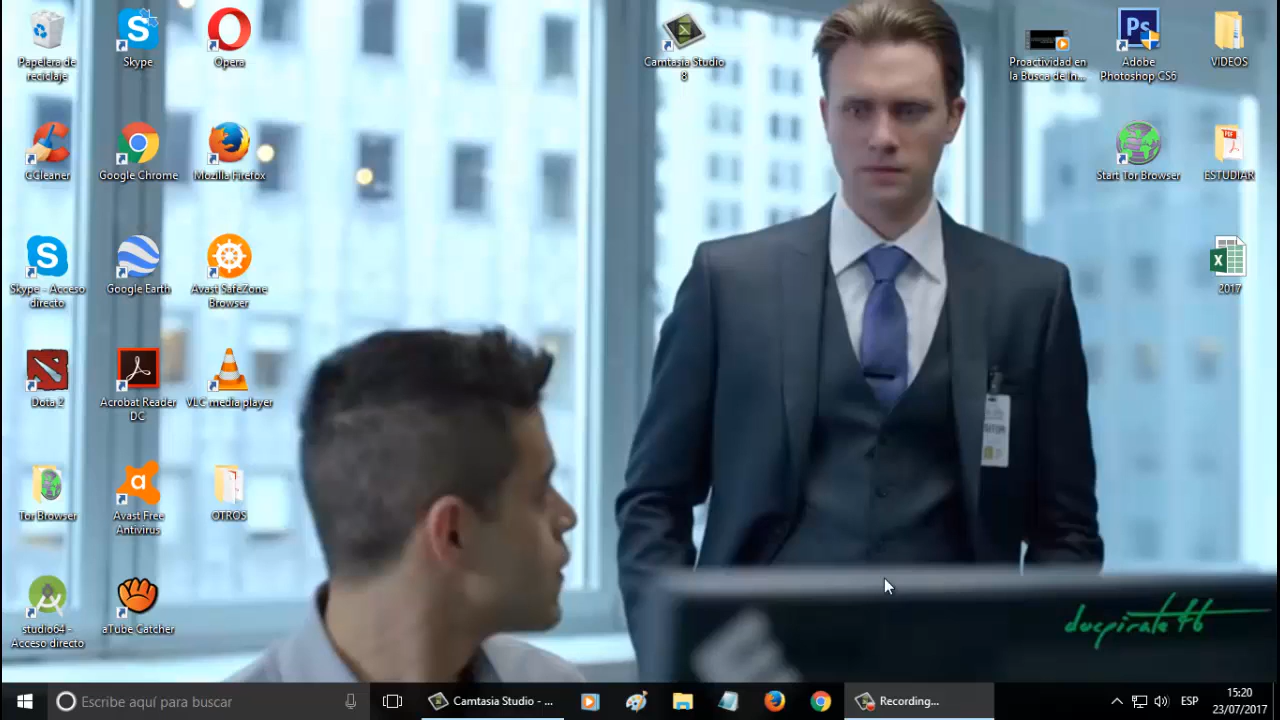 Papelera de
reciclaje
Skype
Opera
Camtasia Studio
8
Proactividad en
la Busca de In...
Adobe
Photoshop CS6
VIDEOS
CCleaner
Google Chrome
Mozilla Firefox
Start Tor Browser
ESTUDIAR
Skype - Acceso
directo
Google Earth
Avast SafeZone
Browser
2017
Dota 2
Acrobat Reader
DC
VLC media player
Tor Browser
Avast Free
Antivirus
OTROS
studio64 -
Acceso directo
aTube Catcher
docpirata46
Escribe aquí para buscar
Camtasia Studio - ...
Recording...
ESP
15:20
23/07/2017